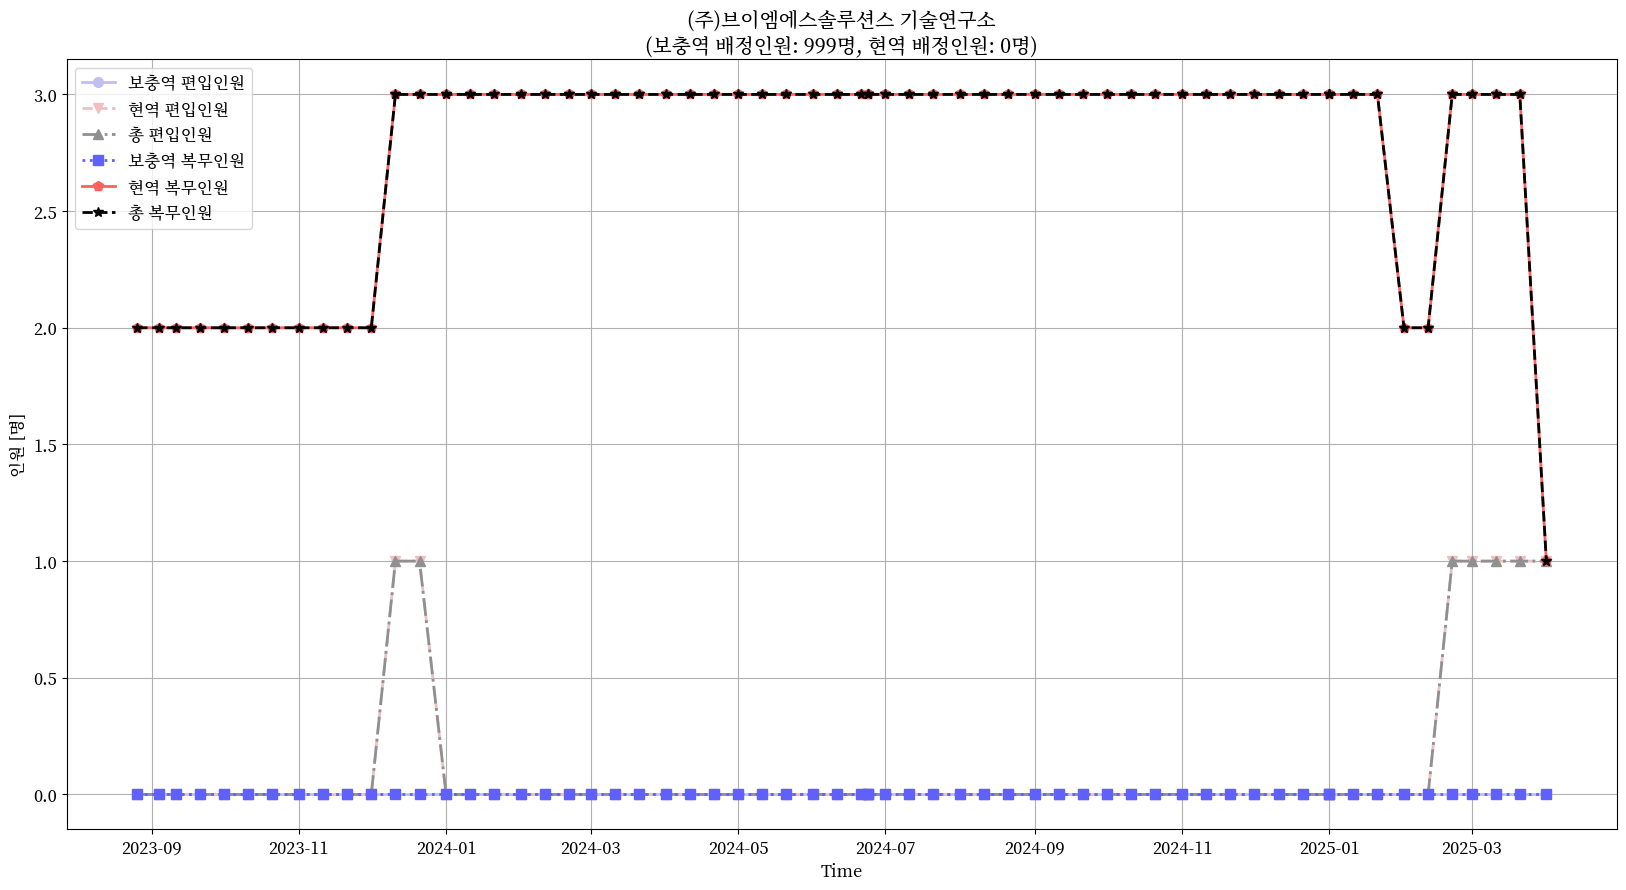 (주)브이엠에스솔루션스 기술연구소
(보충역 배정인원: 999명, 현역 배정인원: 0명)
보충역 편입인원
현역 편입인원
총 편입인원
보충역 복무인원
현역 복무인원
총 복무인원
3.0
2.5
2.0
1.5
1.0
0.5
0.0
인원 [명]
2023-09
2023-11
2024-01
2024-03
2024-05
2024-07
2024-09
2024-11
2025-01
2025-03
Time